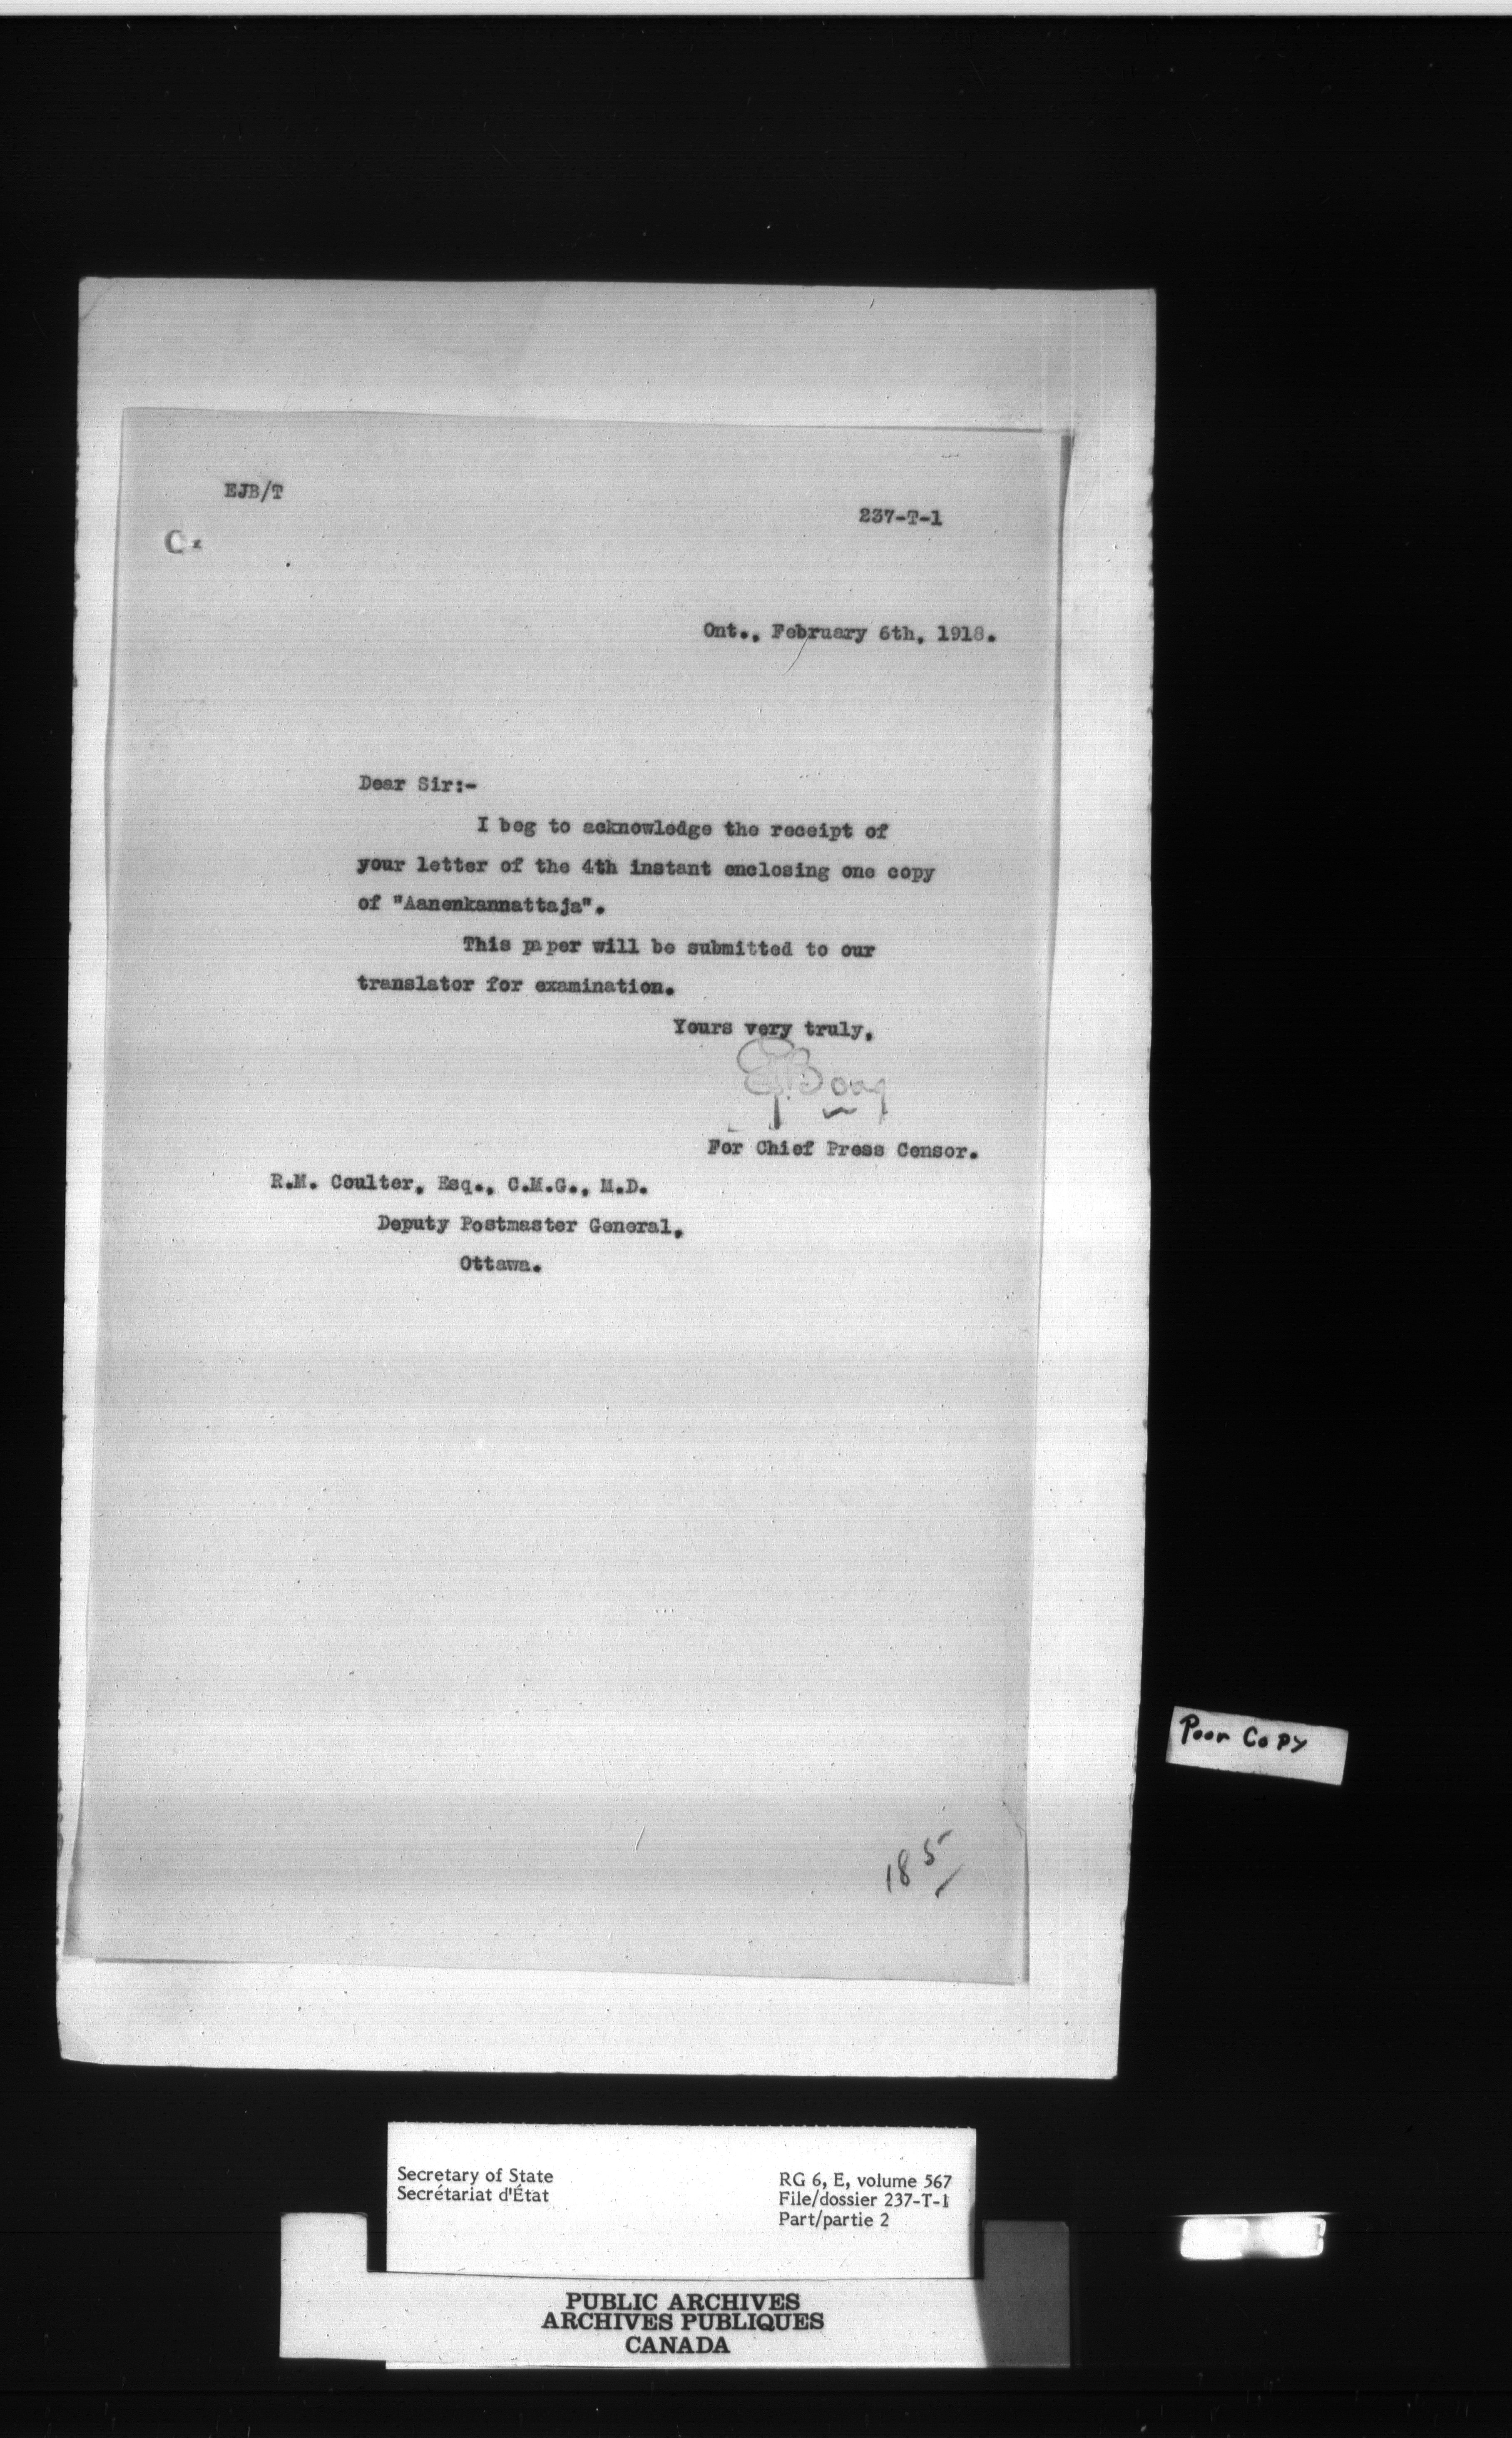 EJB/T
237-T-1
C.
Ont., February 6th, 1918.
Dear Sir:-
I beg to acknowledge the receipt of
your letter of the 4th instant enclosing one copy
of "Aanenkannattaja".
This paper will be submitted to our
translator for examination.
Yours very truly,
For Chief Press Censor.
R.M. Coulter, Esq., C.M.G., M.D.
Deputy Postmaster General,
Ottawa.
Poor Copy
185
Secretary of State
Secrétariat d'État
RG 6, E, volume 567
File/dossier 237-T-1
Part/partie 2
PUBLIC ARCHIVES
ARCHIVES PUBLIQUES
CANADA